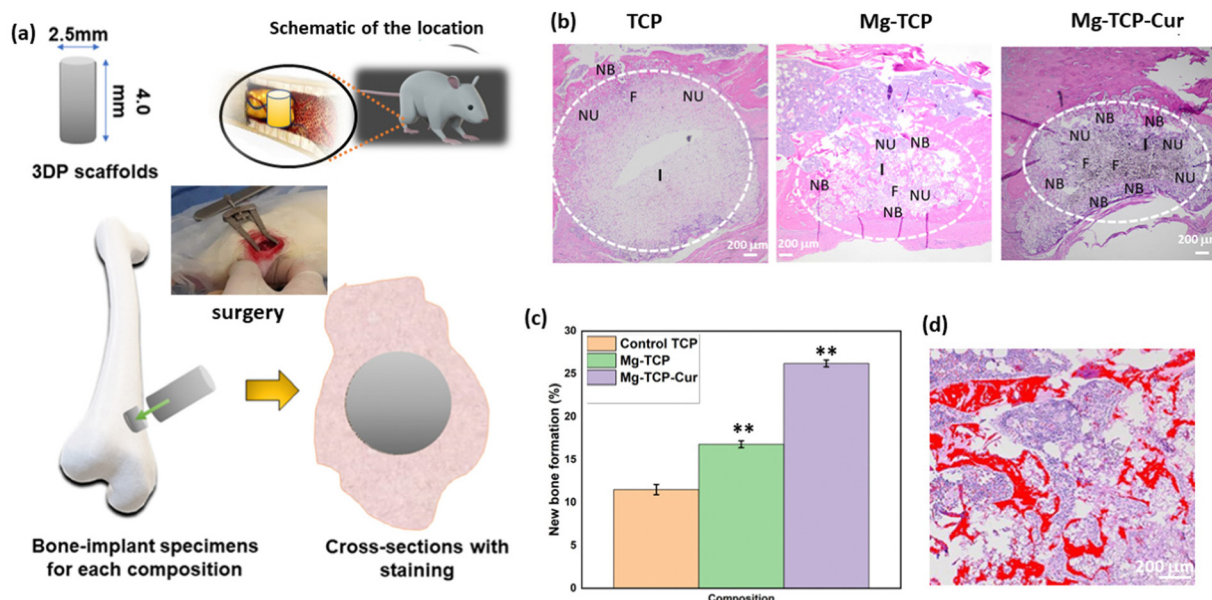 (a)
2.5mm
4.0
mm
3DP scaffolds
Schematic of the location
surgery
Bone-implant specimens
for each composition
Cross-sections with
staining
(b)
TCP
Mg-TCP
Mg-TCP-Cur
NB
F
NU
NU
I
200 μm
NU
NB
I
NB
F
NU
NB
200 μm
NB
NB
NU
I
NU
F
F
NU
NB
NB
NB
200 μm
(c)
30
25
20
15
10
5
0
New bone formation (%)
Control TCP
Mg-TCP
Mg-TCP-Cur
**
**
Composition
(d)
200 μm